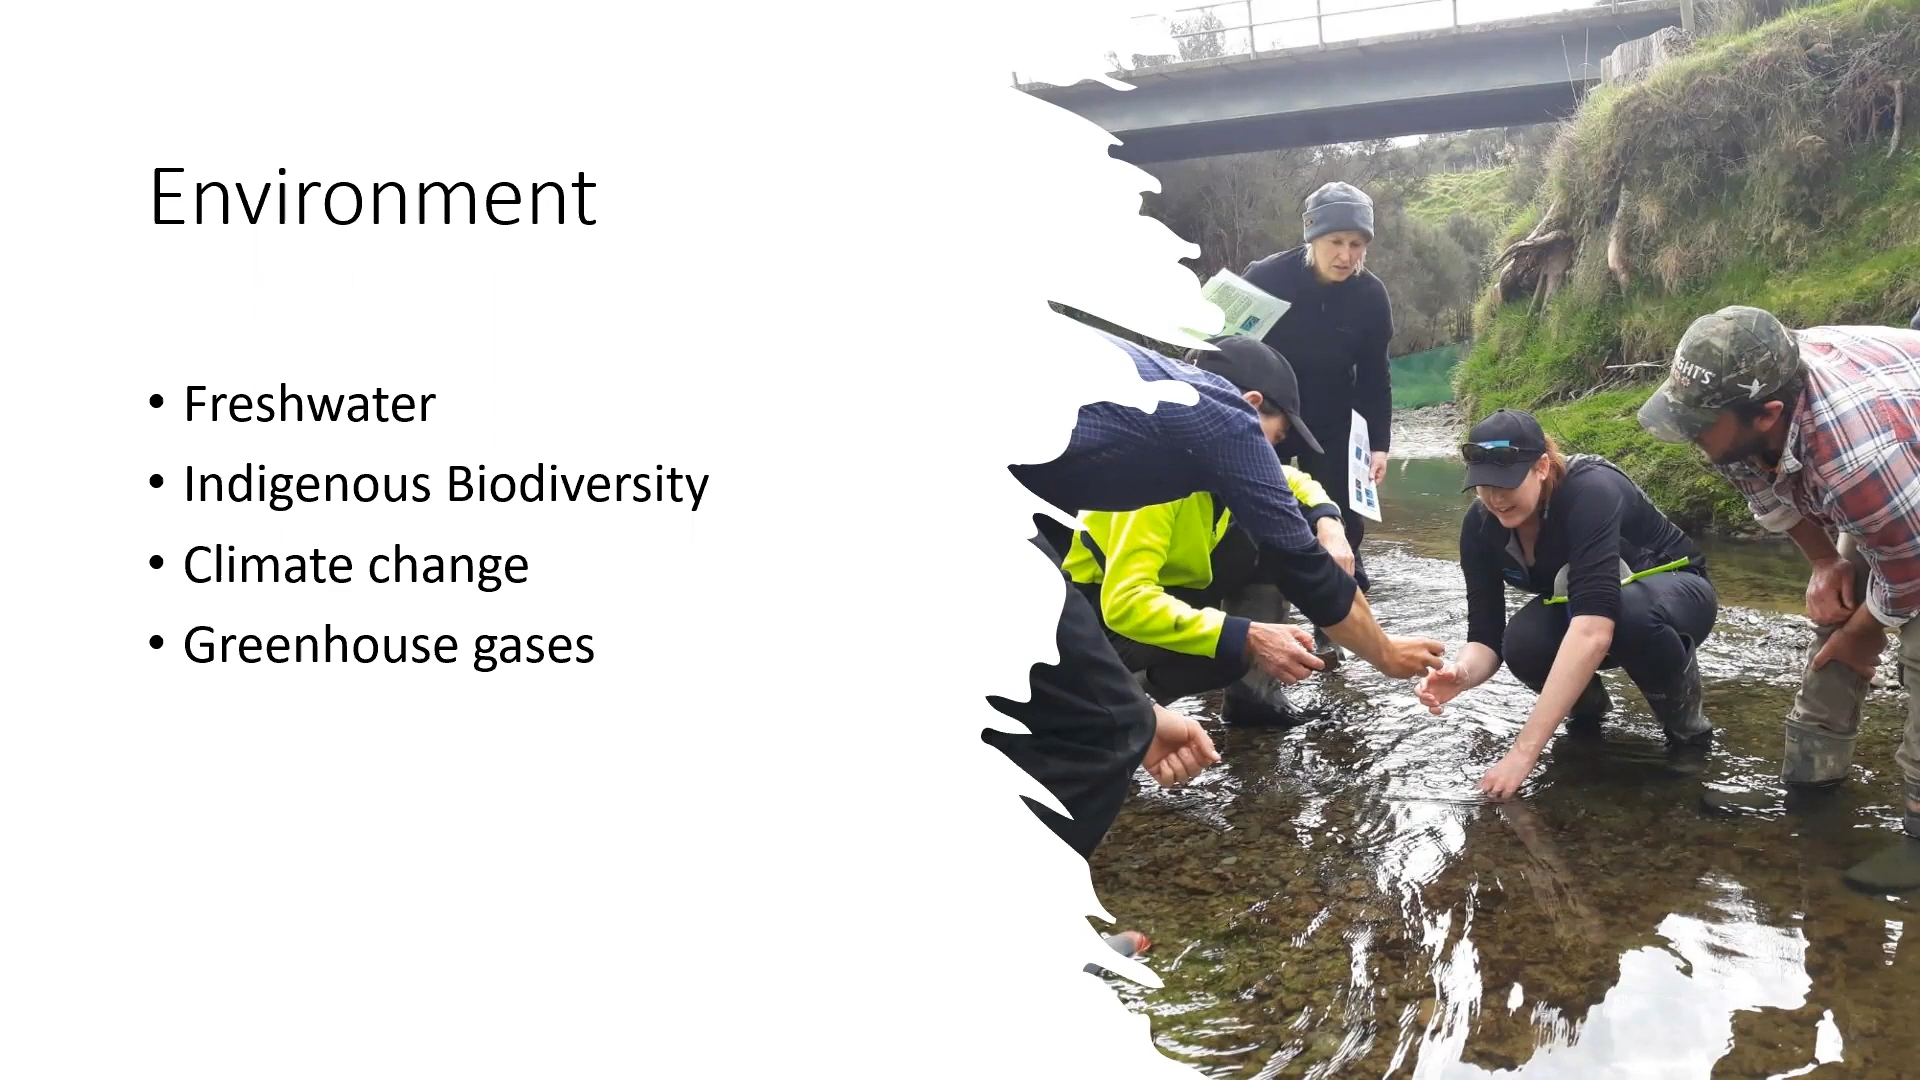 Environment
• Freshwater
• Indigenous Biodiversity
• Climate change
• Greenhouse gases